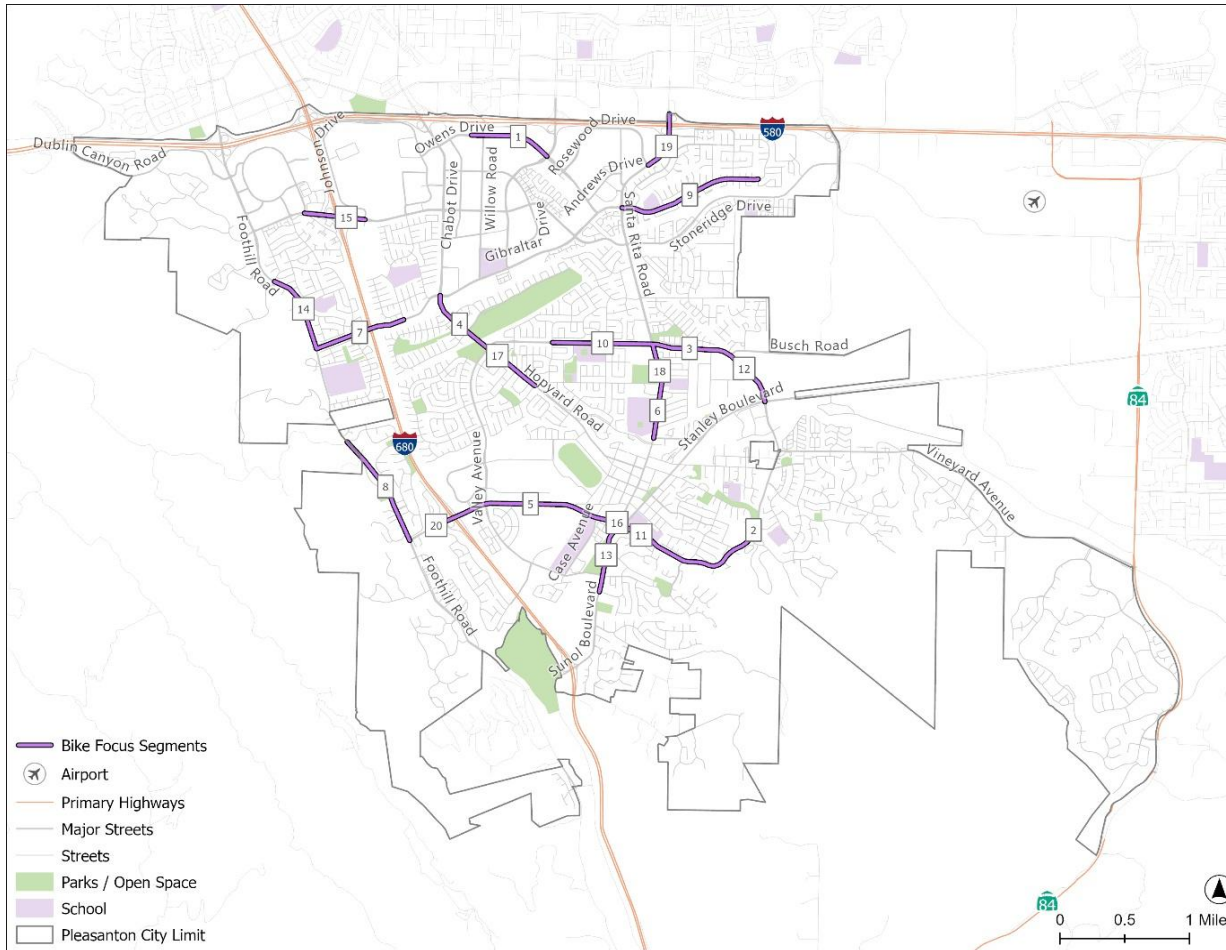 Dublin Canyon Road
Johnson Drive
Owens Drive
1
Rosewood Drive
580
19
Chabot Drive
Willow Road
Andrews Drive
9
15
Foothill Road
Gibraltar Drive
Santa Rita Road
Stoneridge Drive
14
7
4
17
10
3
Busch Road
12
18
Hopyard Road
6
Stanley Boulevard
84
680
Vineyard Avenue
8
Valley Avenue
5
20
Case Avenue
16
11
2
13
Foothill Road
Sunol Boulevard
Bike Focus Segments
Airport
Primary Highways
Major Streets
Streets
Parks / Open Space
School
Pleasanton City Limit
84
0 0.5 1 Mile